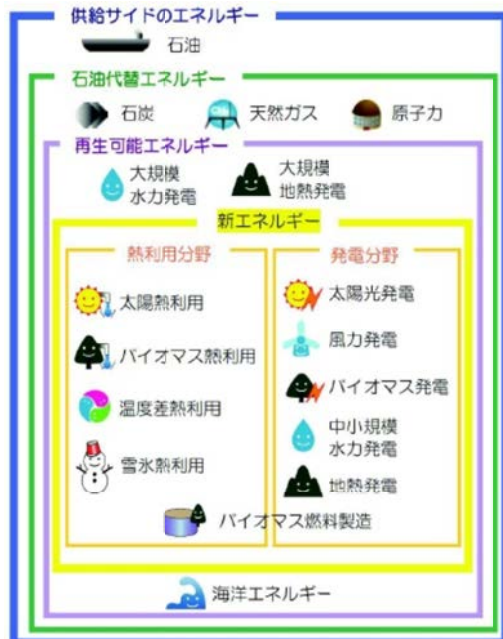 供給サイドのエネルギー
石油
石油代替エネルギー
石炭
天然ガス
原子力
再生可能エネルギー
大規模
水力発電
大規模
地熱発電
新エネルギー
熱利用分野
太陽熱利用
バイオマス熱利用
温度差熱利用
雪氷熱利用
発電分野
太陽光発電
風力発電
バイオマス発電
中小規模
水力発電
地熱発電
バイオマス燃料製造
海洋エネルギー